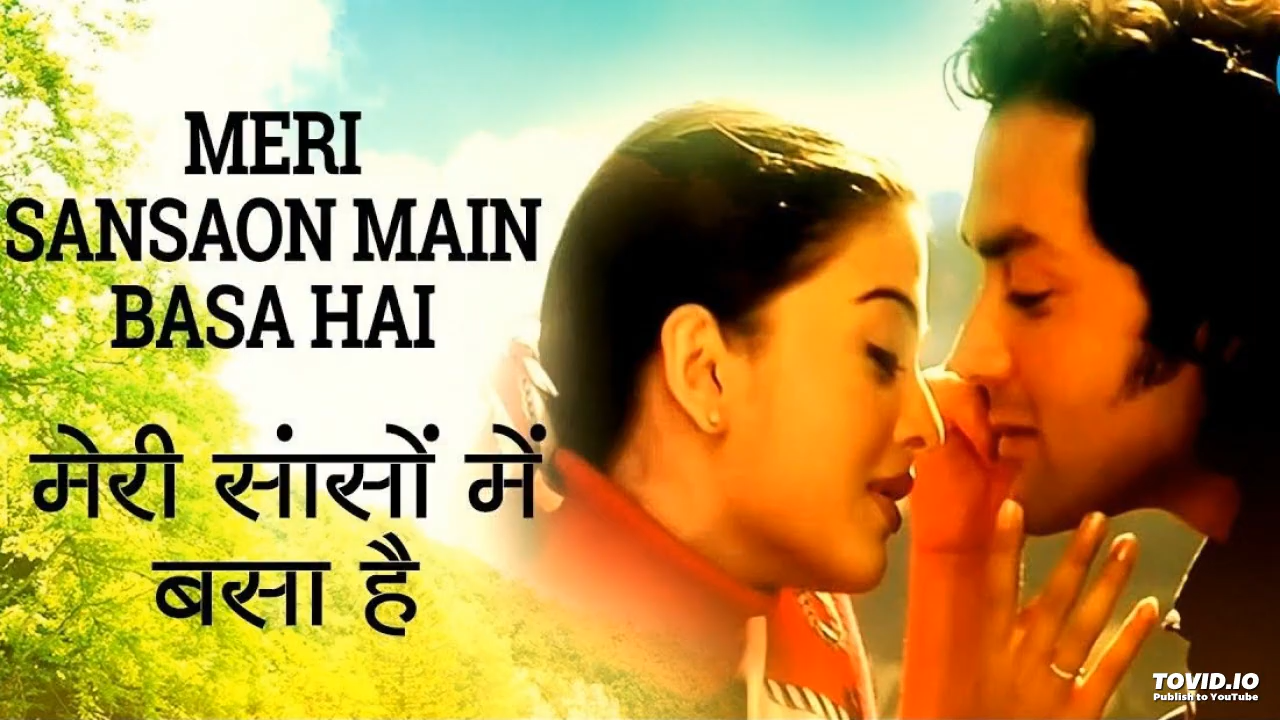 MERI
SANSAON MAIN
BASA HAI
मेरी सांसों में
बसा है
TOVID.IO
Publish to YouTube